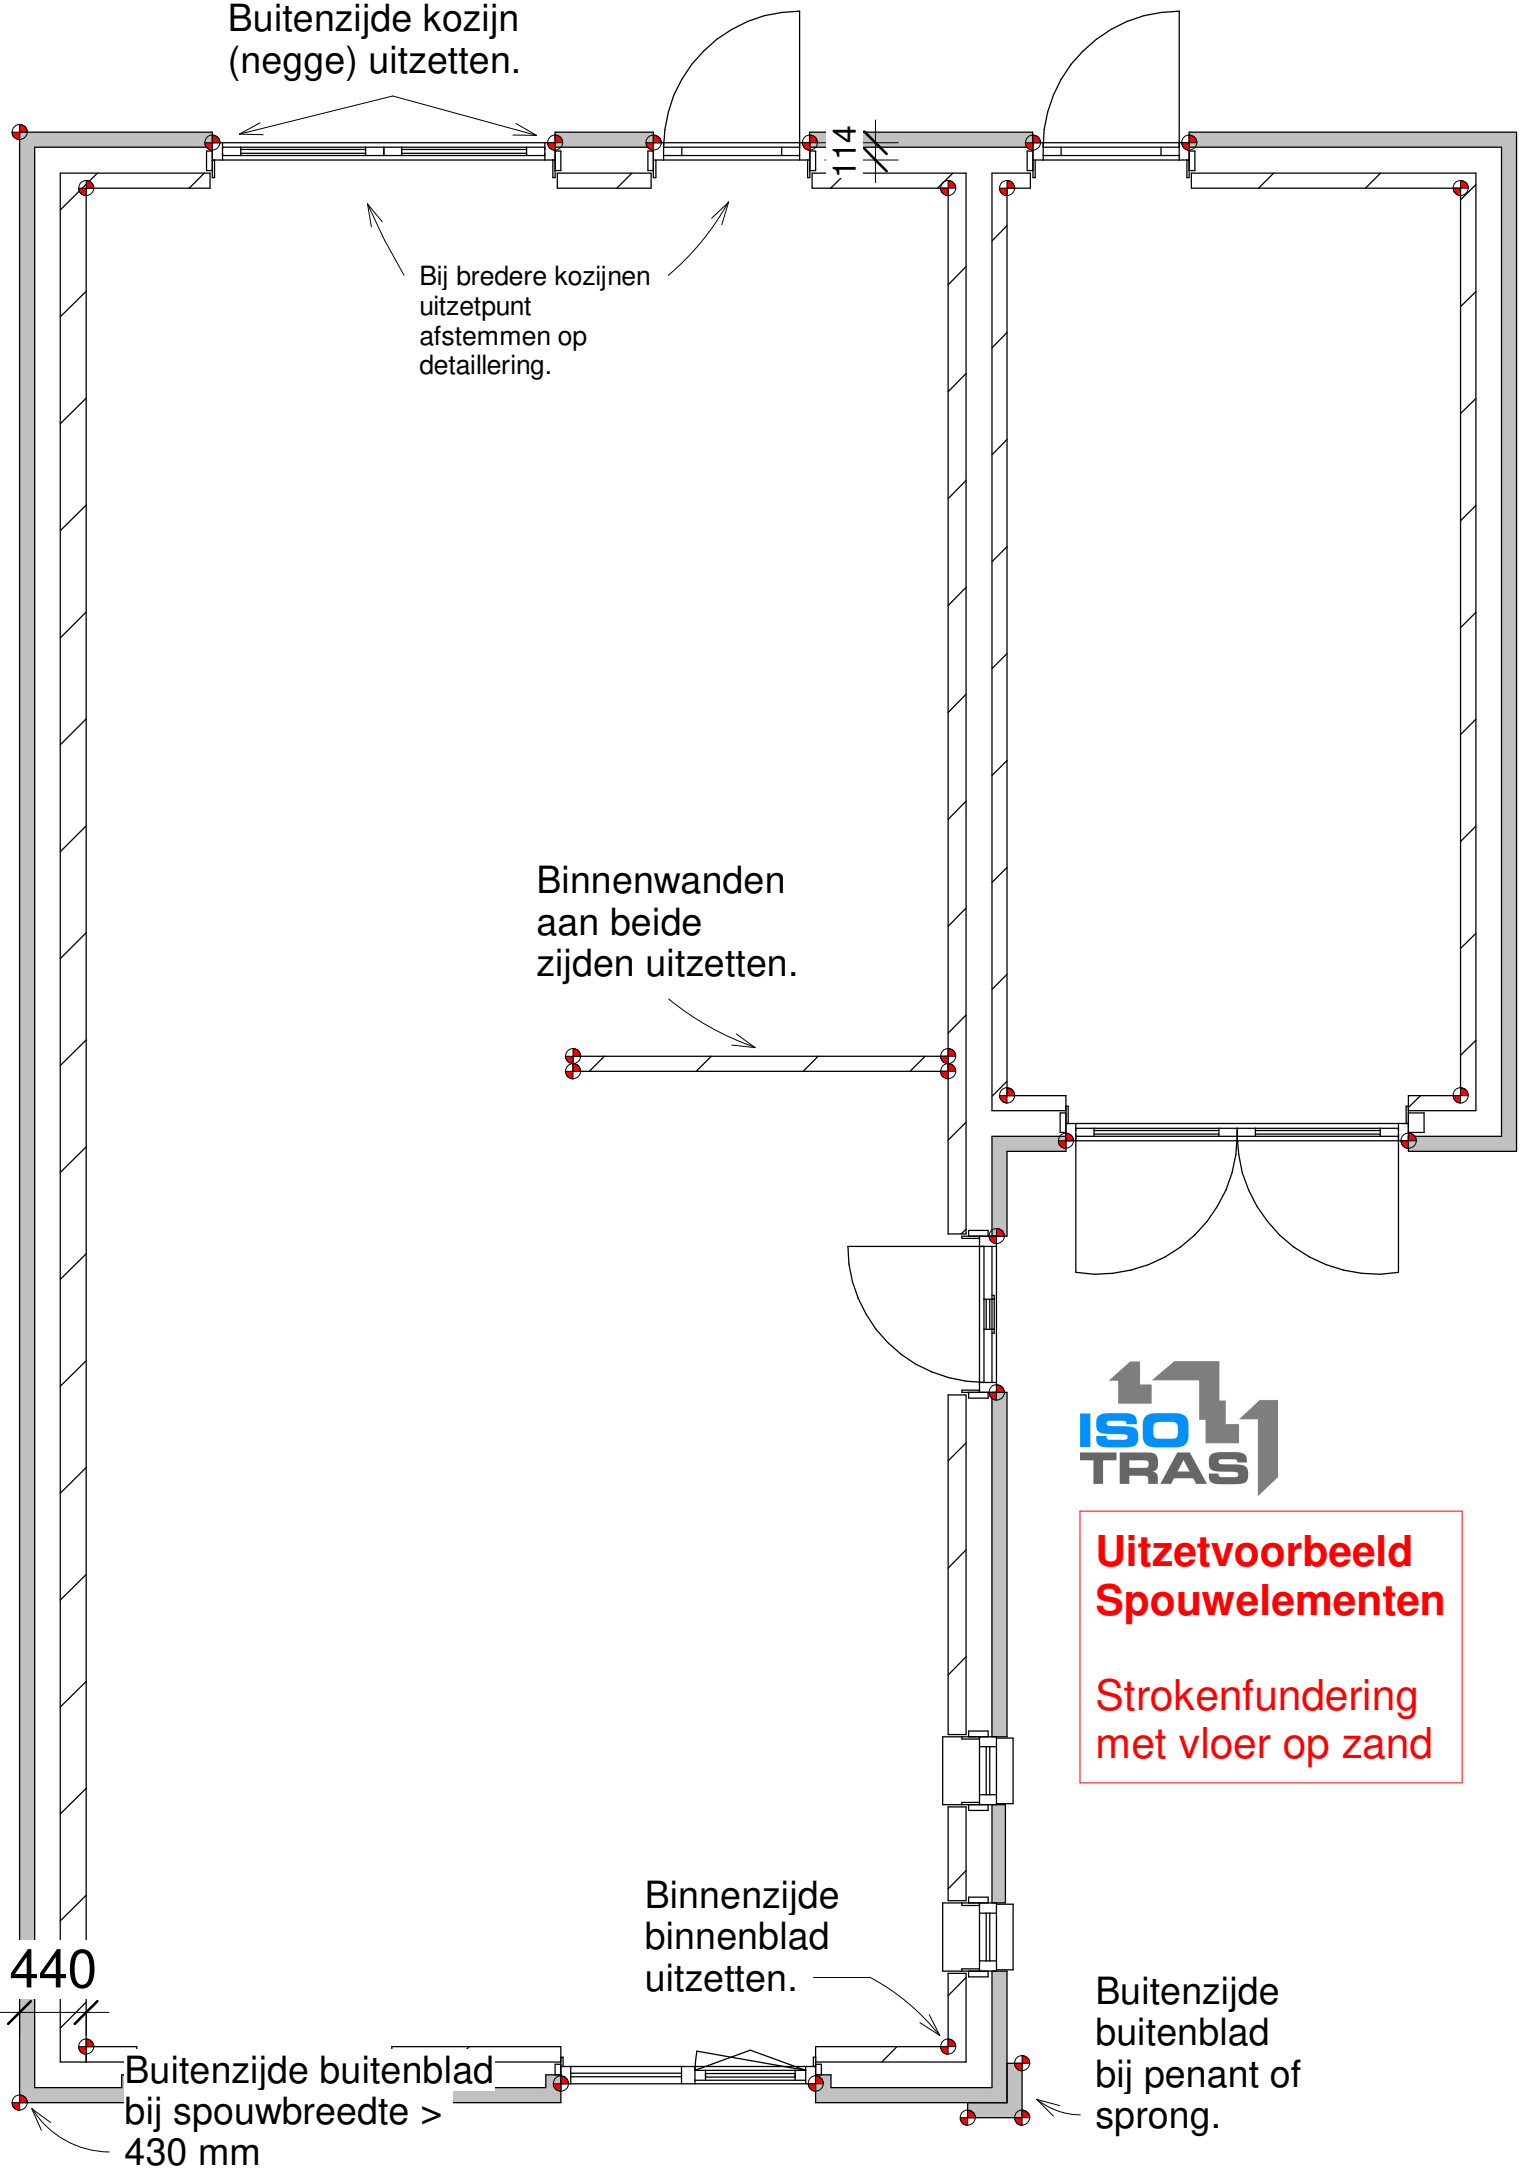 Buitenzijde kozijn
(negge) uitzetten.
114
Bij bredere kozijnen
uitzetpunt
afstemmen op
detaillering.
Binnenwanden
aan beide
zijden uitzetten.
ISO
TRAS
Uitzetvoorbeeld
Spouwelementen
Strokenfundering
met vloer op zand
Binnenzijde
binnenblad
uitzetten.
440
Buitenzijde
buitenblad
bij penant of
sprong.
Buitenzijde buitenblad
bij spouwbreedte >
430 mm